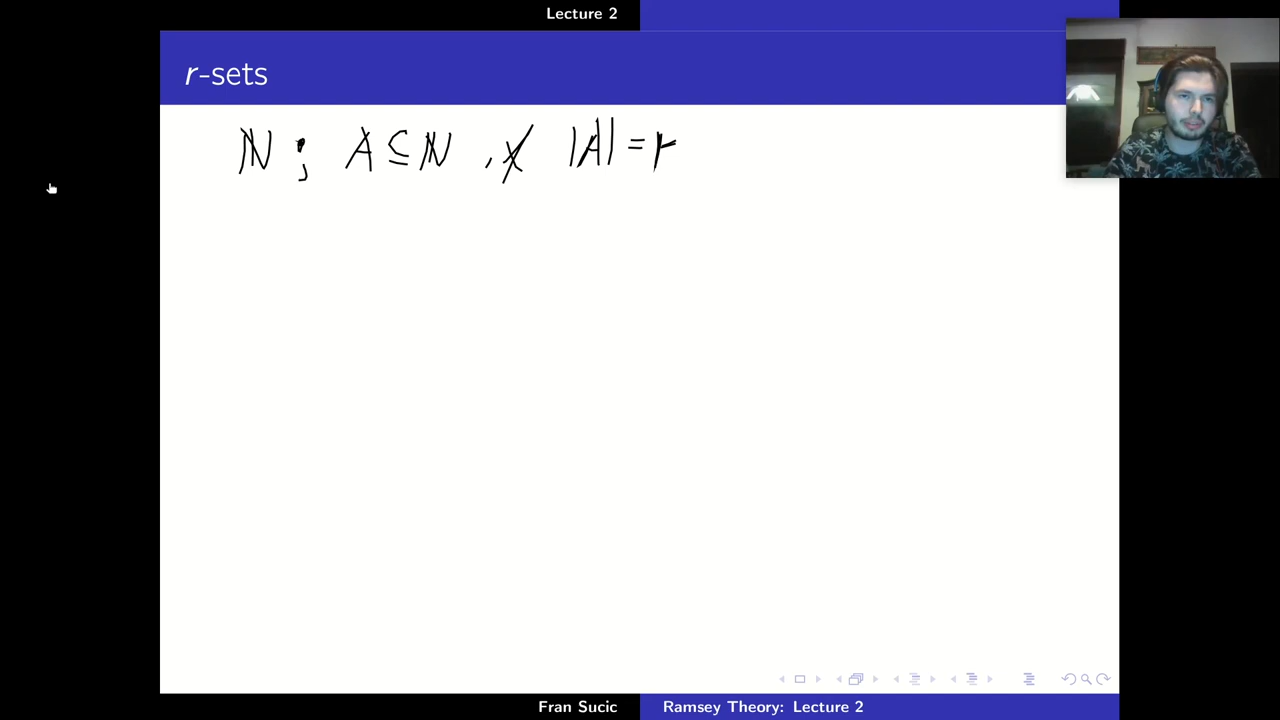 Lecture 2
r-sets
ℕ ; A ⊆ ℕ , |A| = r
Fran Sucic
Ramsey Theory: Lecture 2